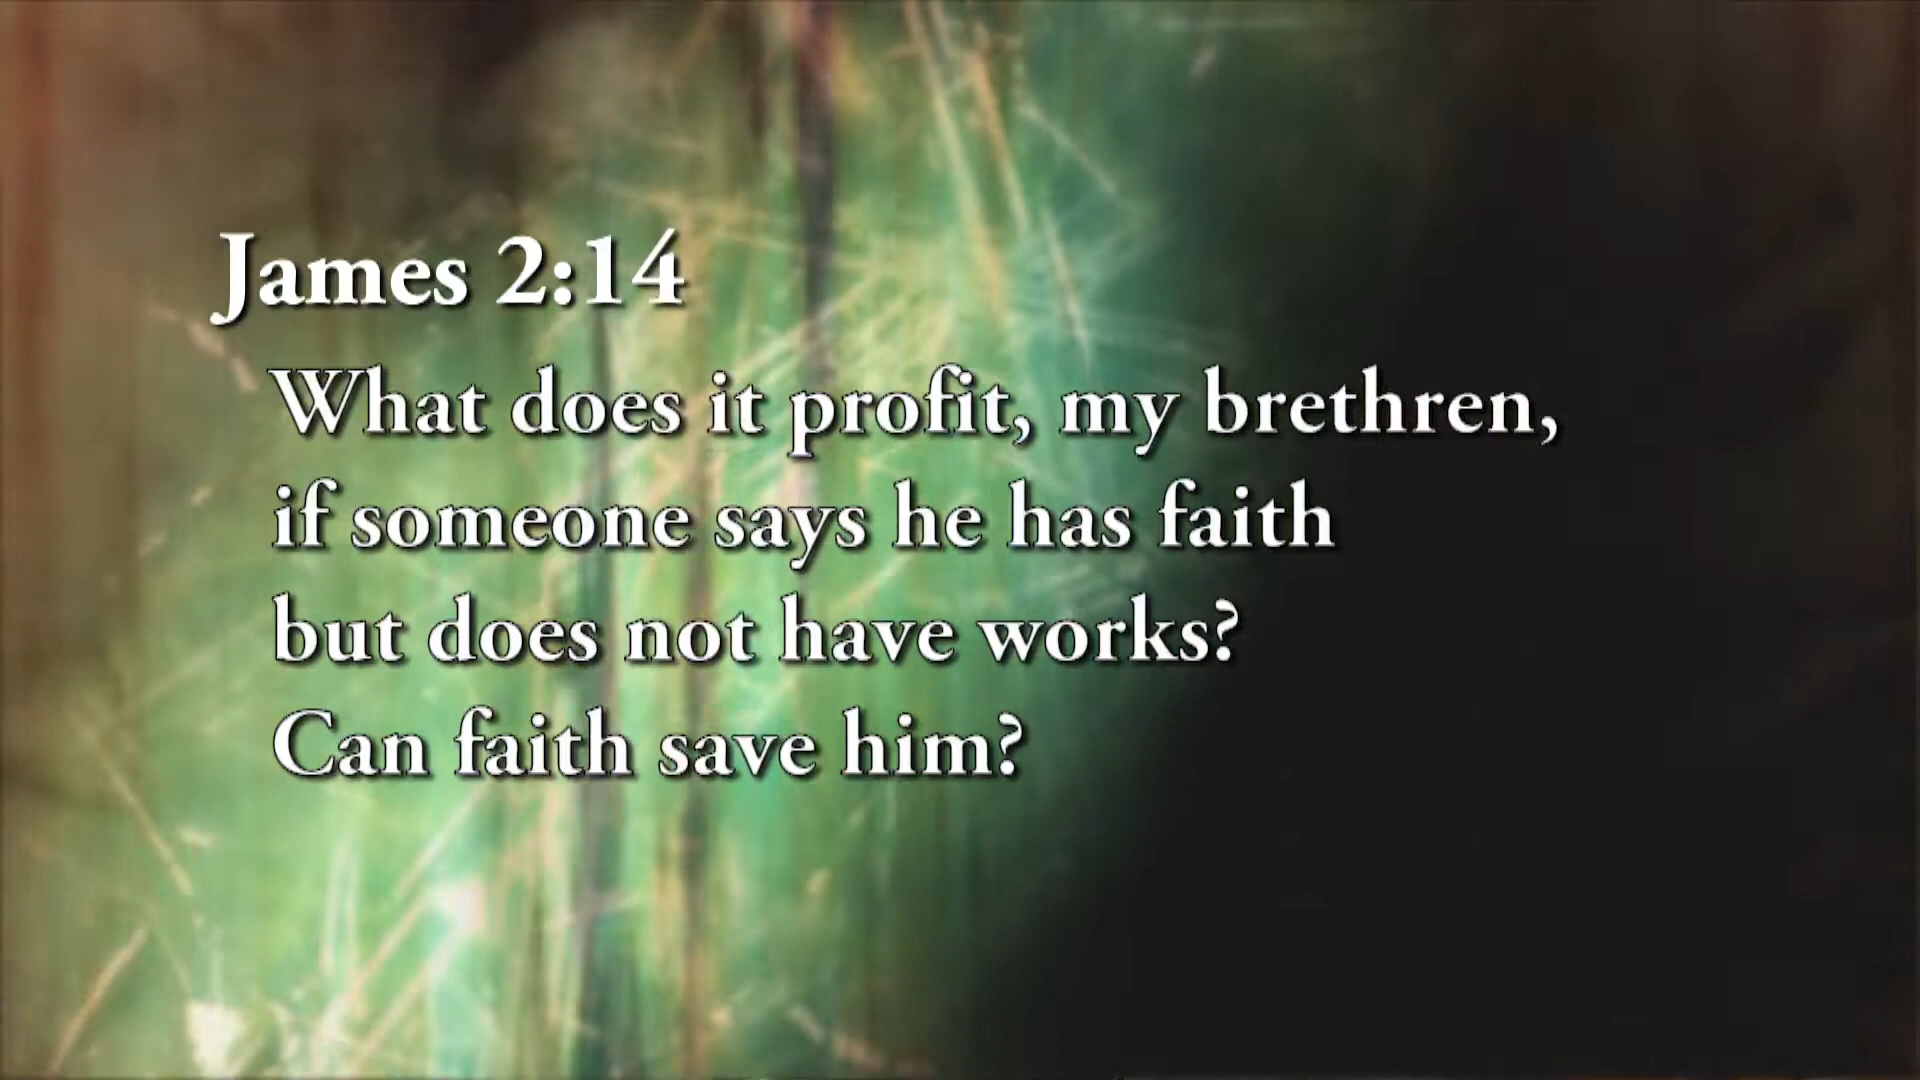 James 2:14
What does it profit, my brethren,
if someone says he has faith
but does not have works?
Can faith save him?